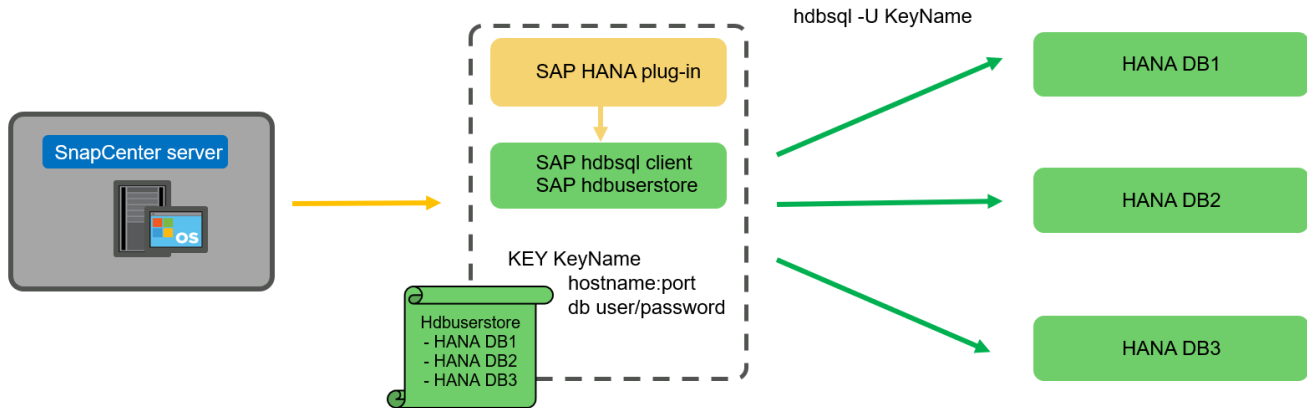 hdbsql -U KeyName
SAP HANA plug-in
HANA DB1
SnapCenter server
SAP hdbsql client
SAP hdbuserstore
OS
HANA DB2
KEY KeyName
hostname:port
db user/password
Hdbuserstore
- HANA DB1
- HANA DB2
- HANA DB3
HANA DB3